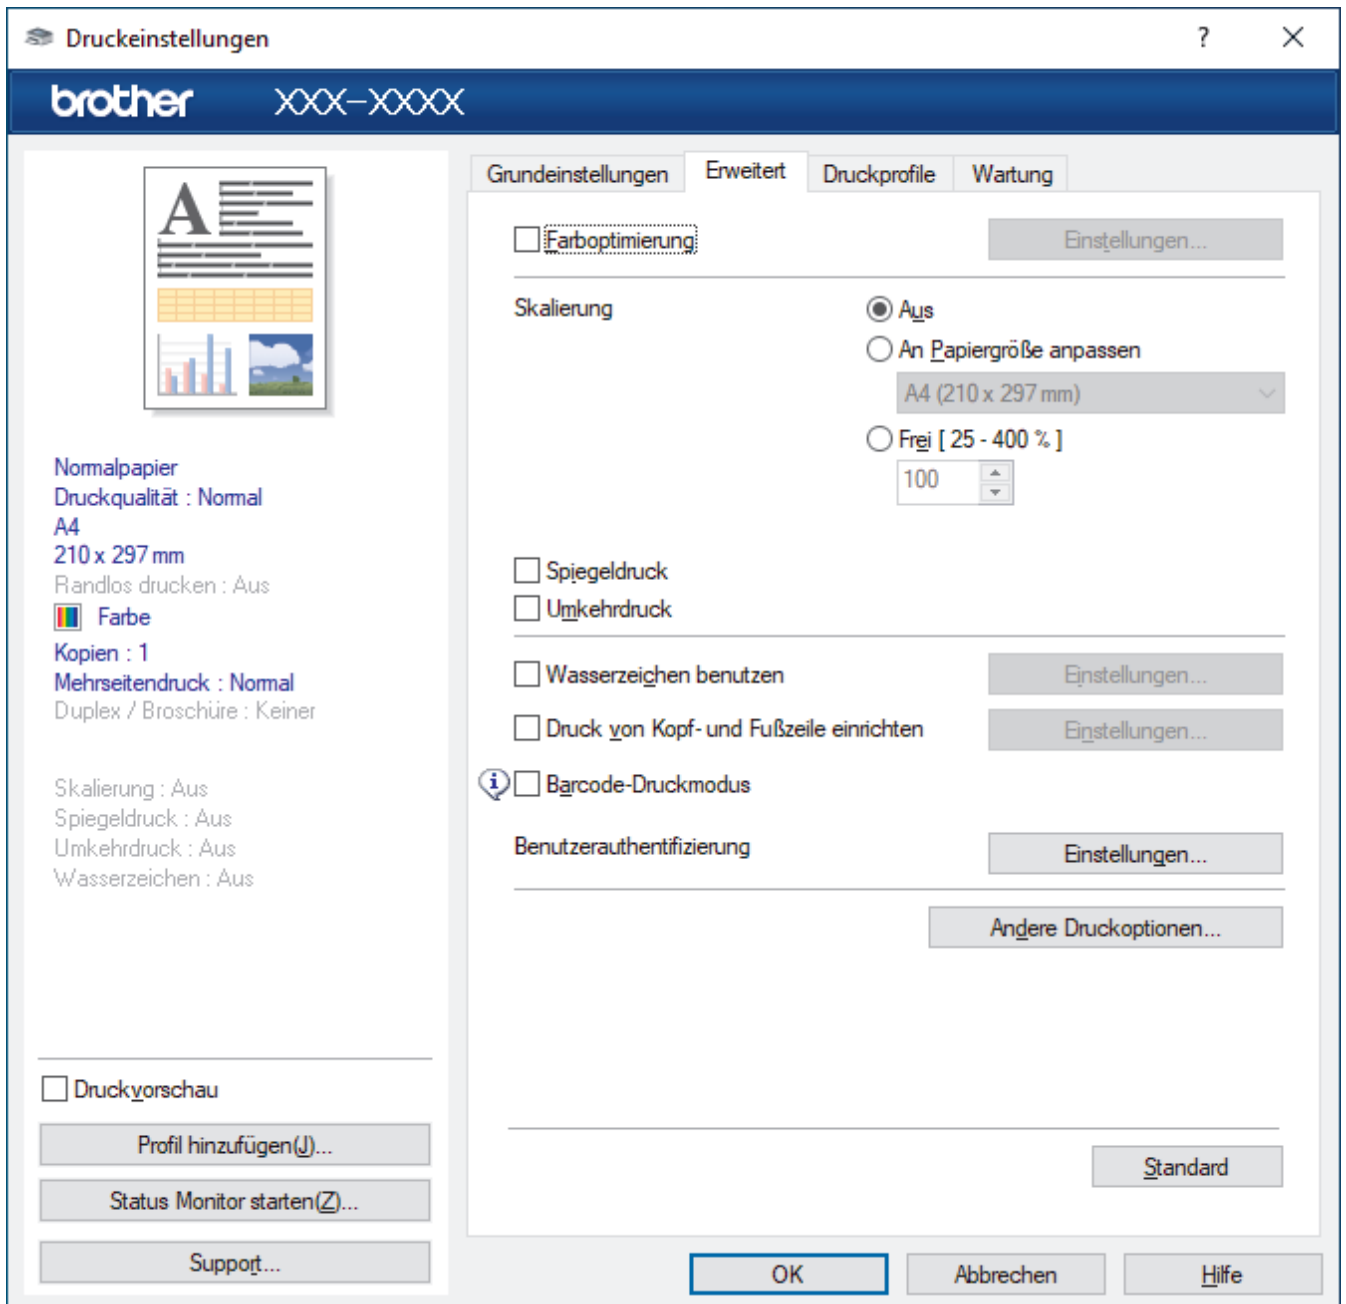 Druckeinstellungen
brother XXX-XXXX
A
Normalpapier
Druckqualität : Normal
A4
210 x 297 mm
Randlos drucken : Aus
Farbe
Kopien : 1
Mehrseitendruck : Normal
Duplex / Broschüre : Keiner
Skalierung : Aus
Spiegeldruck : Aus
Umkehrdruck : Aus
Wasserzeichen : Aus
Druckvorschau
Profil hinzufügen(J)...
Status Monitor starten(Z)...
Support...
Grundeinstellungen Erweitert Druckprofile Wartung
Farboptimierung Einstellungen...
Skalierung Aus
An Papiergröße anpassen
A4 (210 x 297 mm)
Frei [ 25 - 400 % ]
100
Spiegeldruck
Umkehrdruck
Wasserzeichen benutzen Einstellungen...
Druck von Kopf- und Fußzeile einrichten Einstellungen...
Barcode-Druckmodus
Benutzerauthentifizierung Einstellungen...
Andere Druckoptionen...
Standard
OK Abbrechen Hilfe